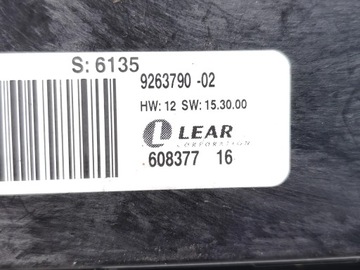 S: 6135
9263790 -02
HW: 12 SW: 15.30.00
LEAR
CORPORATION
608377 16